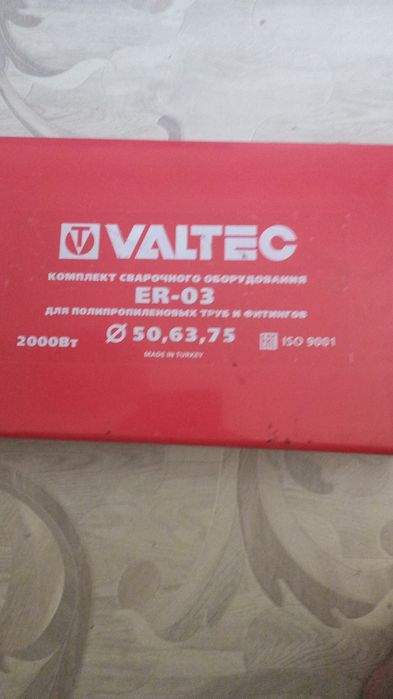 VALTEC
КОМПЛЕКТ СВАРОЧНОГО ОБОРУДОВАНИЯ
ER-03
ДЛЯ ПОЛИПРОПИЛЕНОВЫХ ТРУБ И ФИТИНГОВ
2000Вт Ø 50,63,75 EAC ISO 9001
MADE IN TURKEY